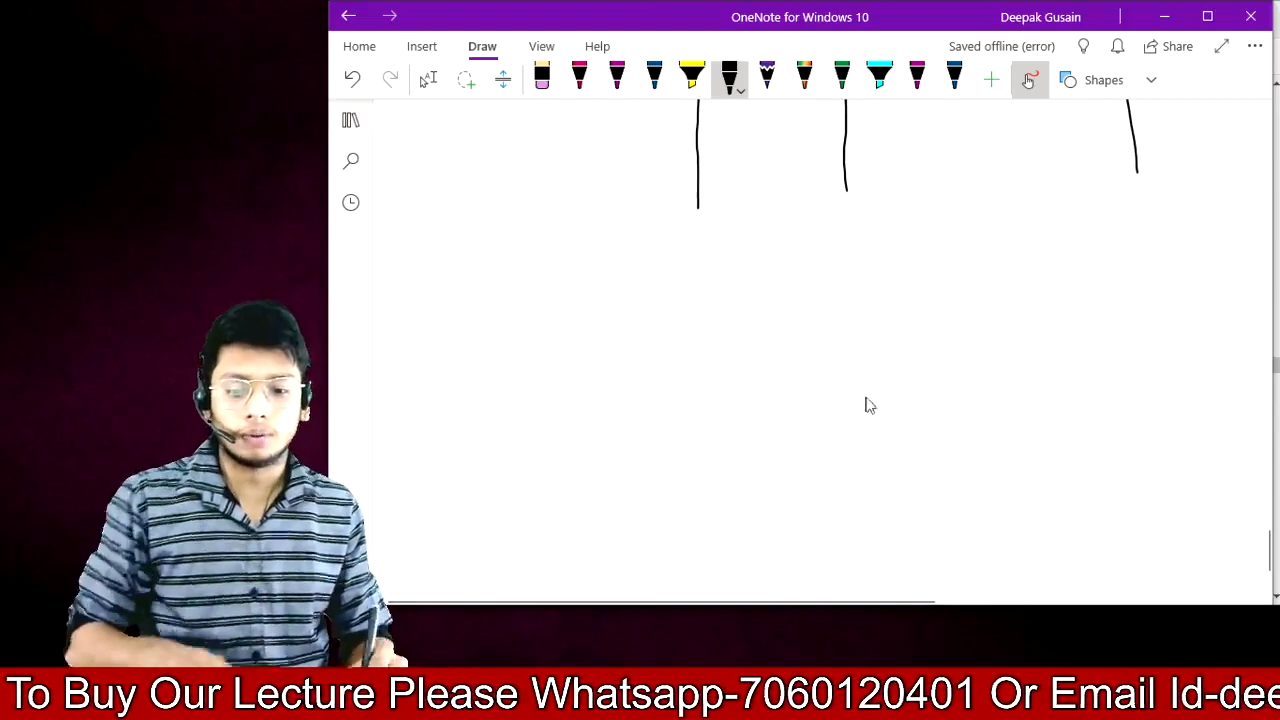 OneNote for Windows 10
Deepak Gusain
Home
Insert
Draw
View
Help
Saved offline (error)
Share
Shapes
To Buy Our Lecture Please Whatsapp-7060120401 Or Email Id-dee